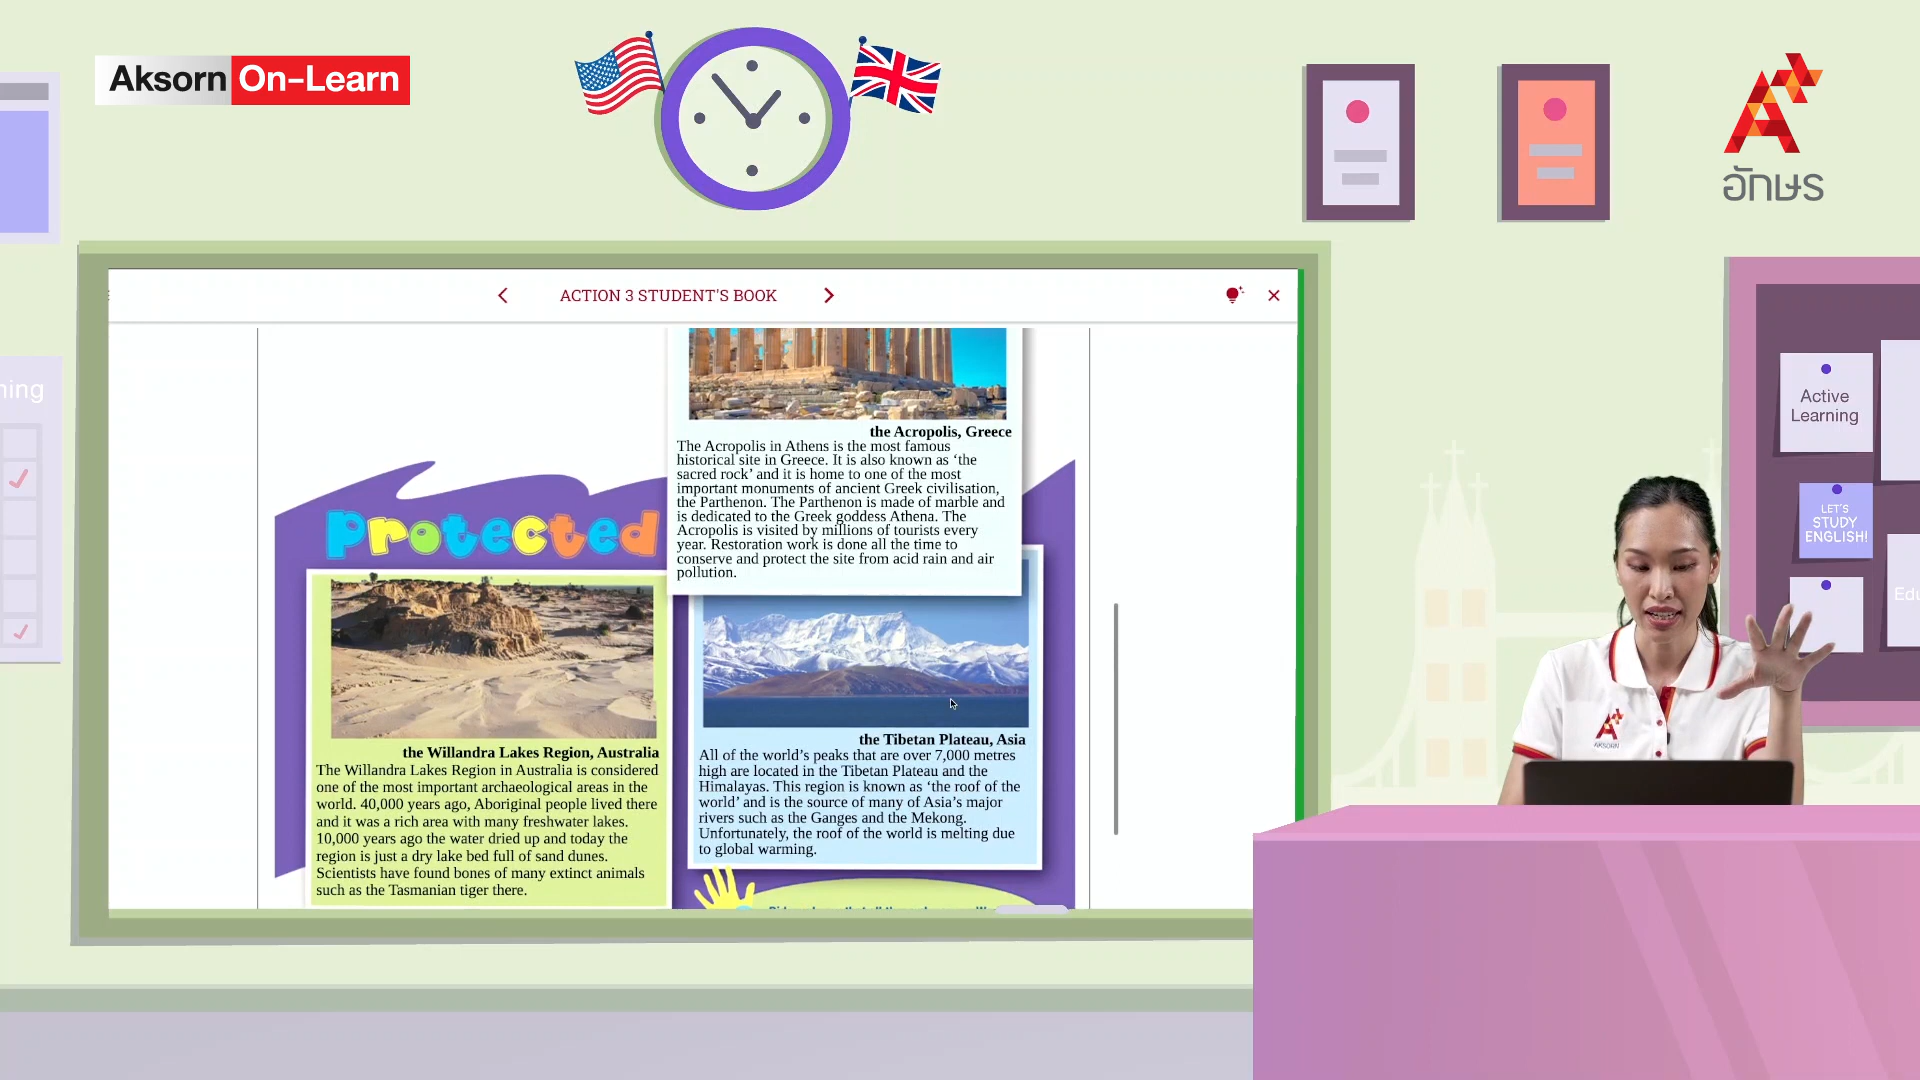 Aksorn On-Learn
อักษร
ACTION 3 STUDENT'S BOOK
ning
the Acropolis, Greece
The Acropolis in Athens is the most famous
historical site in Greece. It is also known as ‘the
sacred rock’ and it is home to one of the most
important monuments of ancient Greek civilisation,
the Parthenon. The Parthenon is made of marble and
is dedicated to the Greek goddess Athena. The
Acropolis is visited by millions of tourists every
year. Restoration work is done all the time to
conserve and protect the site from acid rain and air
pollution.
Protected
the Willandra Lakes Region, Australia
The Willandra Lakes Region in Australia is considered
one of the most important archaeological areas in the
world. 40,000 years ago, Aboriginal people lived there
and it was a rich area with many freshwater lakes.
10,000 years ago the water dried up and today the
region is just a dry lake bed full of sand dunes.
Scientists have found bones of many extinct animals
such as the Tasmanian tiger there.
the Tibetan Plateau, Asia
All of the world’s peaks that are over 7,000 metres
high are located in the Tibetan Plateau and the
Himalayas. This region is known as ‘the roof of the
world’ and is the source of many of Asia’s major
rivers such as the Ganges and the Mekong.
Unfortunately, the roof of the world is melting due
to global warming.
Active
Learning
LET'S
STUDY
ENGLISH!
Edu
AKSORN